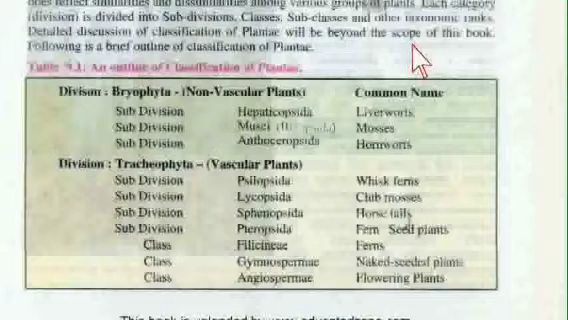 does reflect similarities and dissimilarities among various groups of plants. Each category
(division) is divided into Sub-divisions, Classes, Sub-classes and other taxonomic ranks.
Detailed discussion of classification of Plantae will be beyond the scope of this book.
Following is a brief outline of classification of Plantae.
Table 9.1: An outline of Classification of Plantae.
Divison : Bryophyta - (Non-Vascular Plants) Common Name
Sub Division Hepaticopsida Liverworts
Sub Division Musci Mosses
Sub Division Anthoceropsida Hornworts
Division : Tracheophyta – (Vascular Plants)
Sub Division Psilopsida Whisk ferns
Sub Division Lycopsida Club mosses
Sub Division Sphenopsida Horse tails
Sub Division Pteropsida Fern Seed plants
Class Filicineae Ferns
Class Gymnospermae Naked-seeded plants
Class Angiospermae Flowering Plants
This book is uploaded by